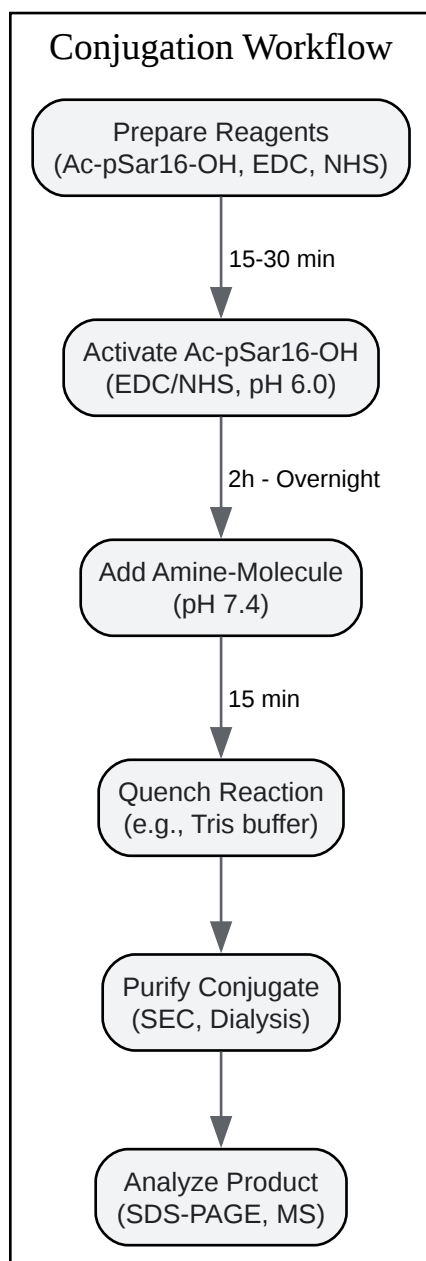 Conjugation Workflow
Prepare Reagents
(Ac-pSar16-OH, EDC, NHS)
15-30 min
Activate Ac-pSar16-OH
(EDC/NHS, pH 6.0)
2h - Overnight
Add Amine-Molecule
(pH 7.4)
15 min
Quench Reaction
(e.g., Tris buffer)
Purify Conjugate
(SEC, Dialysis)
Analyze Product
(SDS-PAGE, MS)